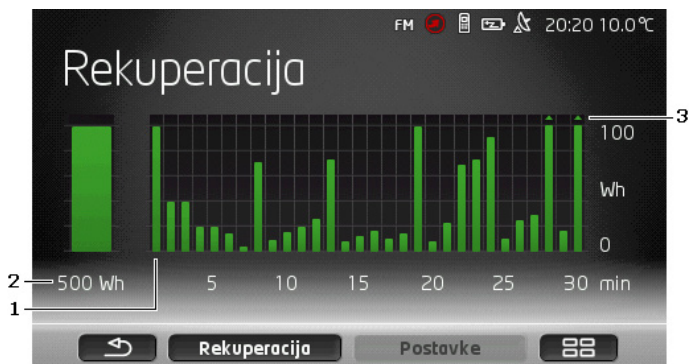 FM 20:20 10.0°C
Rekuperacija
3
100
Wh
0
2 500 Wh 5 10 15 20 25 30 min
1
Rekuperacija Postavke